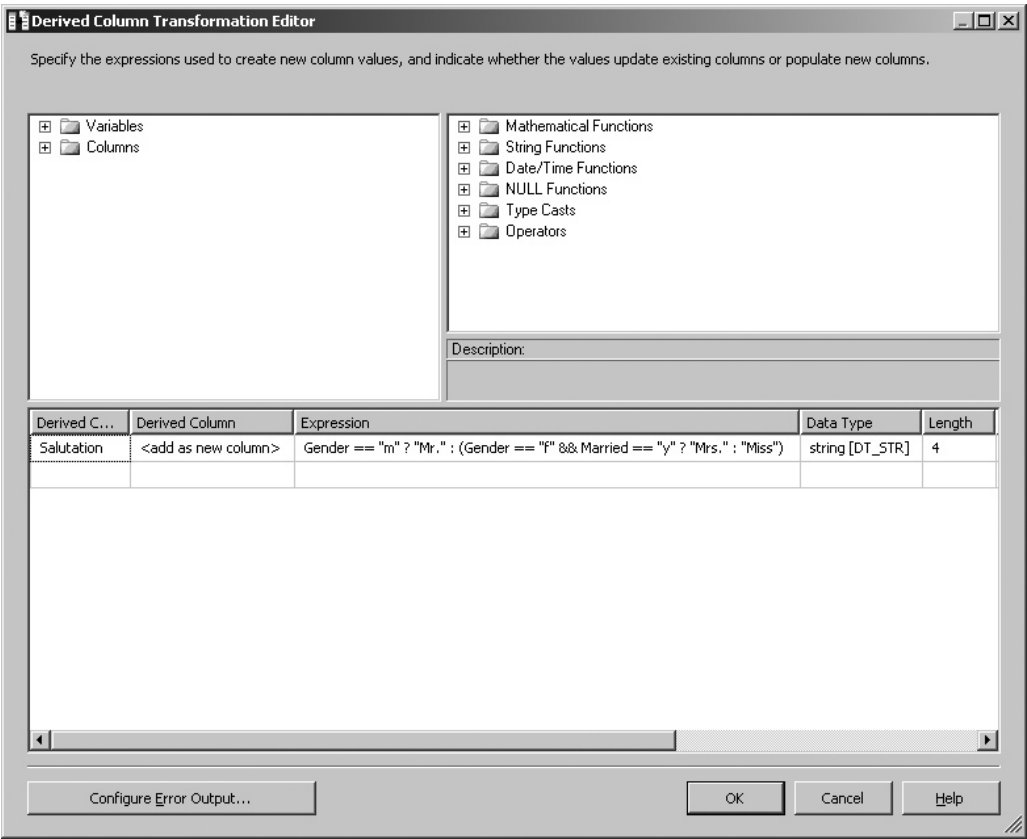 Derived Column Transformation Editor
Specify the expressions used to create new column values, and indicate whether the values update existing columns or populate new columns.
Variables
Columns
Mathematical Functions
String Functions
Date/Time Functions
NULL Functions
Type Casts
Operators
Description:
Derived C... Derived Column Expression Data Type Length
Salutation <add as new column> Gender == "m" ? "Mr." : (Gender == "f" && Married == "y" ? "Mrs." : "Miss") string [DT_STR] 4
Configure Error Output... OK Cancel Help